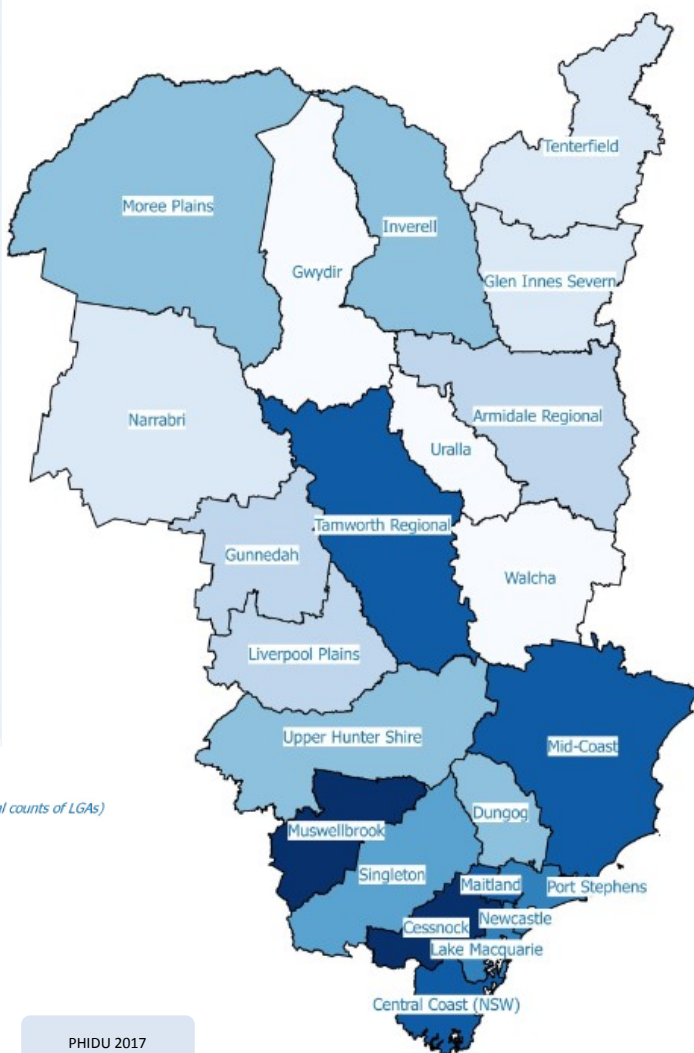 Tenterfield
Moree Plains
Inverell
Gwydir
Glen Innes Severn
Narrabri
Armidale Regional
Uralla
Tamworth Regional
Gunnedah
Walcha
Liverpool Plains
Upper Hunter Shire
Mid-Coast
al counts of LGAs)
Dungog
Muswellbrook
Singleton
Maitland
Port Stephens
Newcastle
Cessnock
Lake Macquarie
Central Coast (NSW)
PHIDU 2017